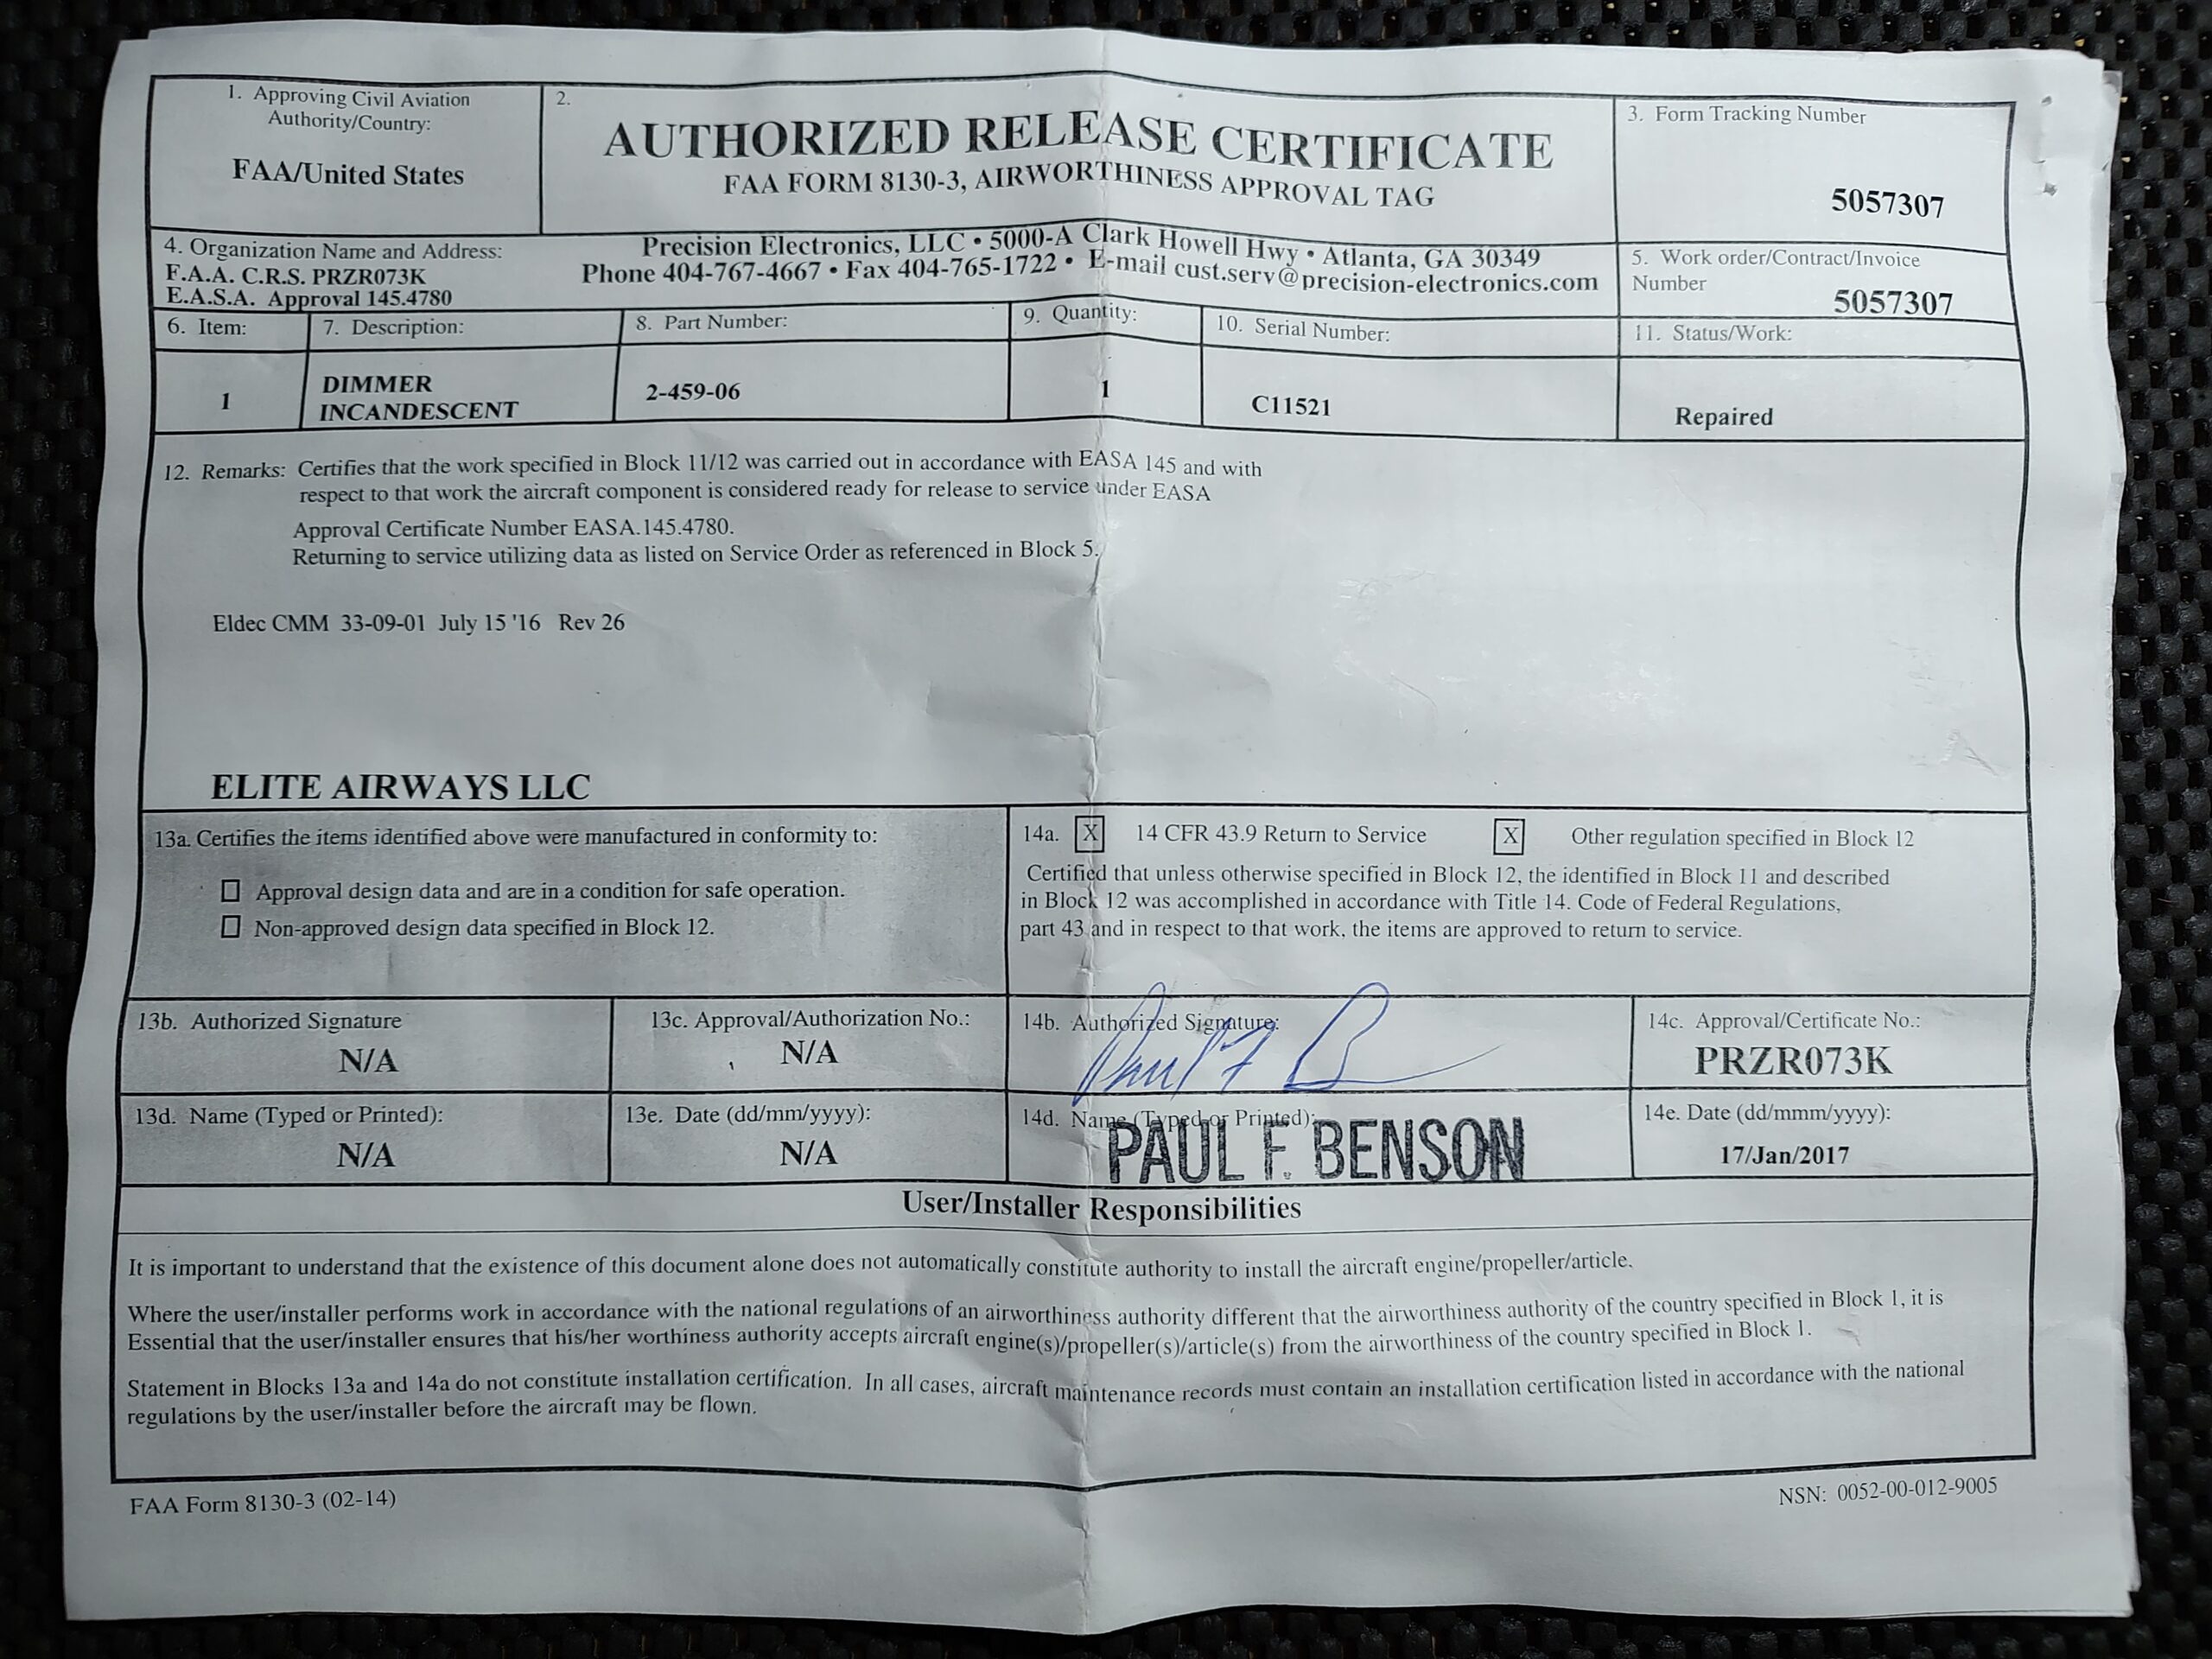 1. Approving Civil Aviation
Authority/Country:
FAA/United States
2.
AUTHORIZED RELEASE CERTIFICATE
FAA FORM 8130-3, AIRWORTHINESS APPROVAL TAG
3. Form Tracking Number
5057307
4. Organization Name and Address:
F.A.A. C.R.S. PRZR073K
E.A.S.A. Approval 145.4780
Precision Electronics, LLC • 5000-A Clark Howell Hwy • Atlanta, GA 30349
Phone 404-767-4667 • Fax 404-765-1722 • E-mail cust.serv@precision-electronics.com
5. Work order/Contract/Invoice
Number
5057307
6. Item:
7. Description:
8. Part Number:
9. Quantity:
10. Serial Number:
11. Status/Work:
1
DIMMER
INCANDESCENT
2-459-06
1
C11521
Repaired
12. Remarks: Certifies that the work specified in Block 11/12 was carried out in accordance with EASA 145 and with
respect to that work the aircraft component is considered ready for release to service under EASA
Approval Certificate Number EASA.145.4780.
Returning to service utilizing data as listed on Service Order as referenced in Block 5.
Eldec CMM 33-09-01 July 15 '16 Rev 26
ELITE AIRWAYS LLC
13a. Certifies the items identified above were manufactured in conformity to:
Approval design data and are in a condition for safe operation.
Non-approved design data specified in Block 12.
14a. X 14 CFR 43.9 Return to Service X Other regulation specified in Block 12
Certified that unless otherwise specified in Block 12, the identified in Block 11 and described
in Block 12 was accomplished in accordance with Title 14. Code of Federal Regulations,
part 43 and in respect to that work, the items are approved to return to service.
13b. Authorized Signature
N/A
13c. Approval/Authorization No.:
N/A
14b. Authorized Signature:
Paul F B
14c. Approval/Certificate No.:
PRZR073K
13d. Name (Typed or Printed):
N/A
13e. Date (dd/mm/yyyy):
N/A
14d. Name (Typed or Printed):
PAUL F. BENSON
14e. Date (dd/mmm/yyyy):
17/Jan/2017
User/Installer Responsibilities
It is important to understand that the existence of this document alone does not automatically constitute authority to install the aircraft engine/propeller/article.
Where the user/installer performs work in accordance with the national regulations of an airworthiness authority different that the airworthiness authority of the country specified in Block 1, it is
Essential that the user/installer ensures that his/her worthiness authority accepts aircraft engine(s)/propeller(s)/article(s) from the airworthiness of the country specified in Block 1.
Statement in Blocks 13a and 14a do not constitute installation certification. In all cases, aircraft maintenance records must contain an installation certification listed in accordance with the national
regulations by the user/installer before the aircraft may be flown.
FAA Form 8130-3 (02-14)
NSN: 0052-00-012-9005